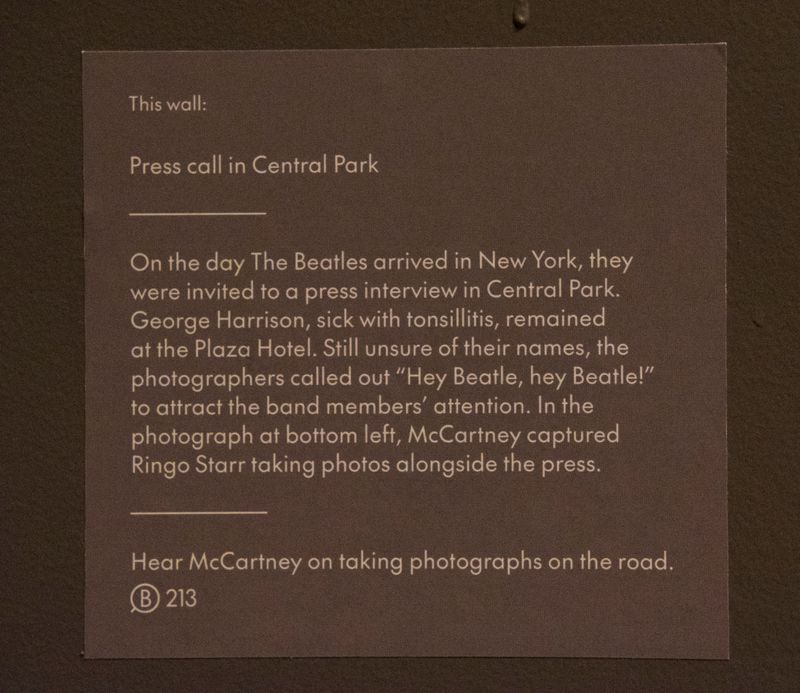 This wall:
Press call in Central Park
On the day The Beatles arrived in New York, they
were invited to a press interview in Central Park.
George Harrison, sick with tonsillitis, remained
at the Plaza Hotel. Still unsure of their names, the
photographers called out “Hey Beatle, hey Beatle!”
to attract the band members’ attention. In the
photograph at bottom left, McCartney captured
Ringo Starr taking photos alongside the press.
Hear McCartney on taking photographs on the road.
B 213